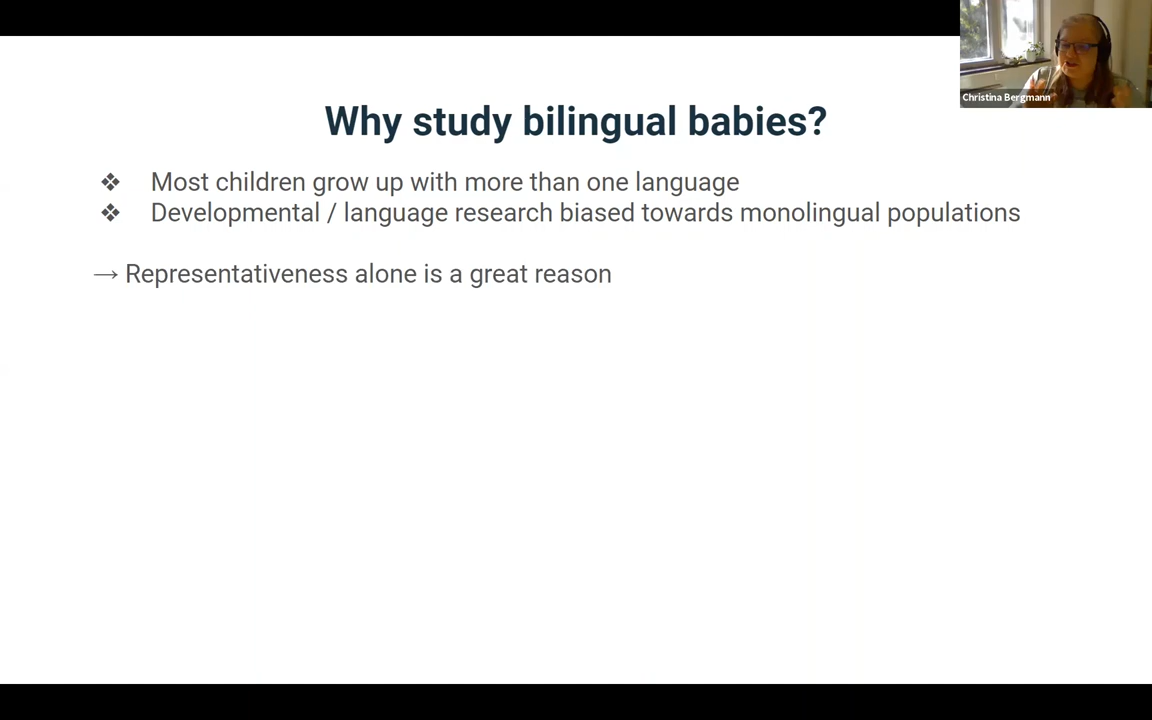 Why study bilingual babies?
❖ Most children grow up with more than one language
❖ Developmental / language research biased towards monolingual populations
→ Representativeness alone is a great reason
Christina Bergmann